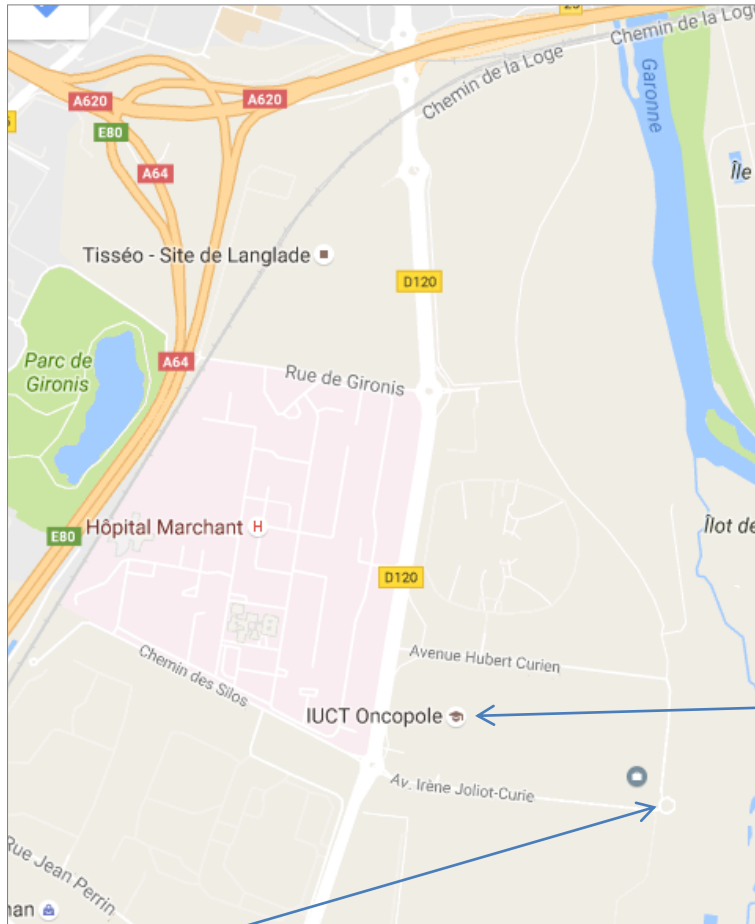 Chemin de la Loge
A620
A620
E80
Garonne
Chemin de la Loge
Île
A64
Tisséo - Site de Langlade
D120
Parc de
Gironis
A64
Rue de Gironis
E80
Hôpital Marchant H
Îlot de
D120
Avenue Hubert Curien
Chemin des Silos
IUCT Oncopole
Av. Irène Joliot-Curie
Rue Jean Perrin